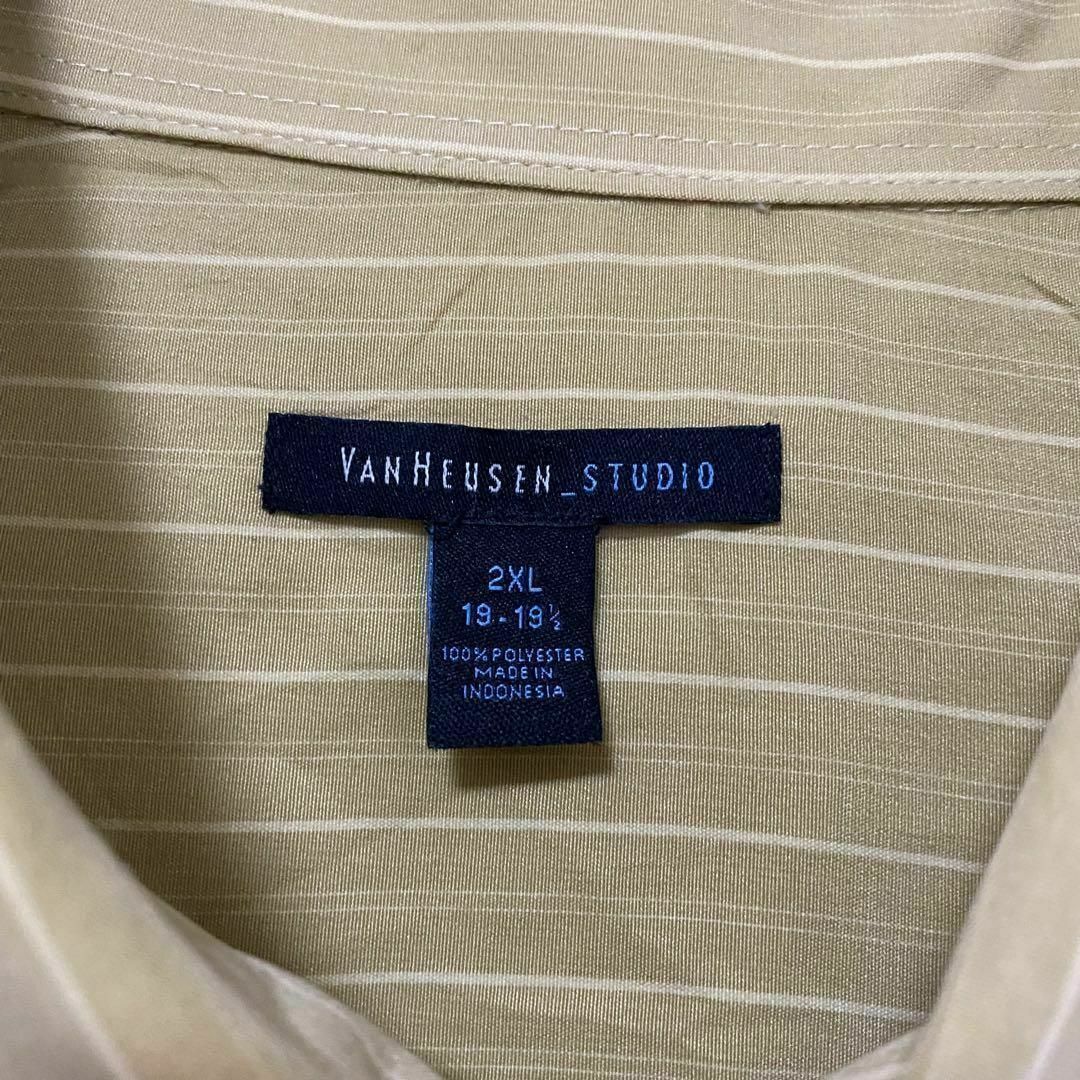 VANHEUSEN_STUDIO
2XL
19-19½
100% POLYESTER
MADE IN
INDONESIA